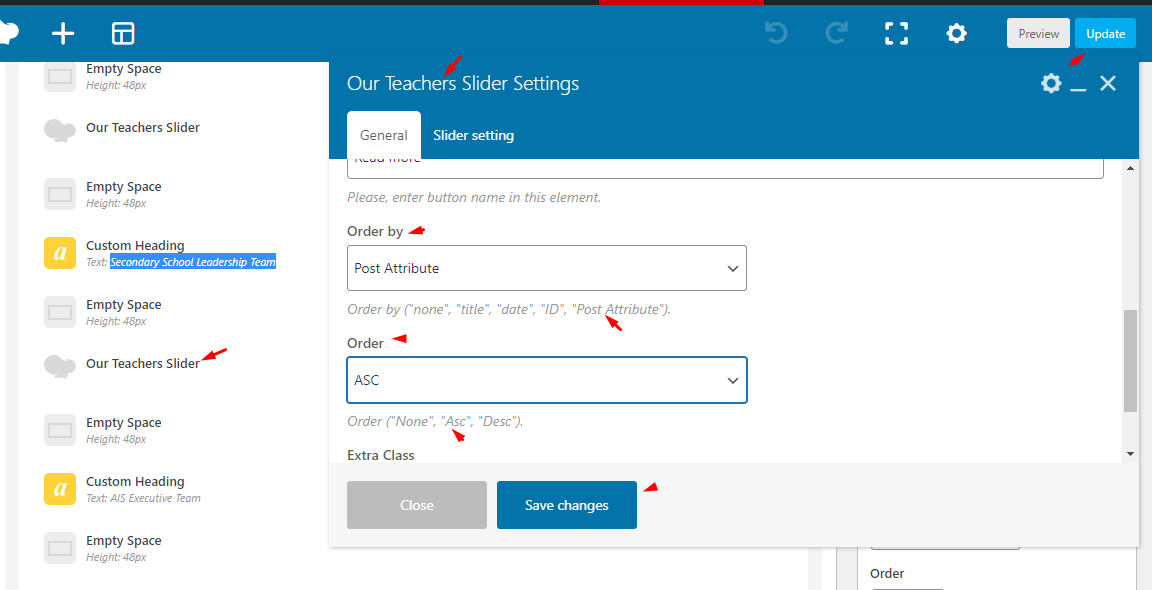 Preview
Update
Empty Space
Height: 48px
Our Teachers Slider
Empty Space
Height: 48px
Custom Heading
Text: Secondary School Leadership Team
Empty Space
Height: 48px
Our Teachers Slider
Empty Space
Height: 48px
Custom Heading
Text: AIS Executive Team
Empty Space
Height: 48px
Our Teachers Slider Settings
General
Slider setting
Read more
Please, enter button name in this element.
Order by
Post Attribute
Order by ("none", "title", "date", "ID", "Post Attribute").
Order
ASC
Order ("None", "Asc", "Desc").
Extra Class
Close
Save changes
Order